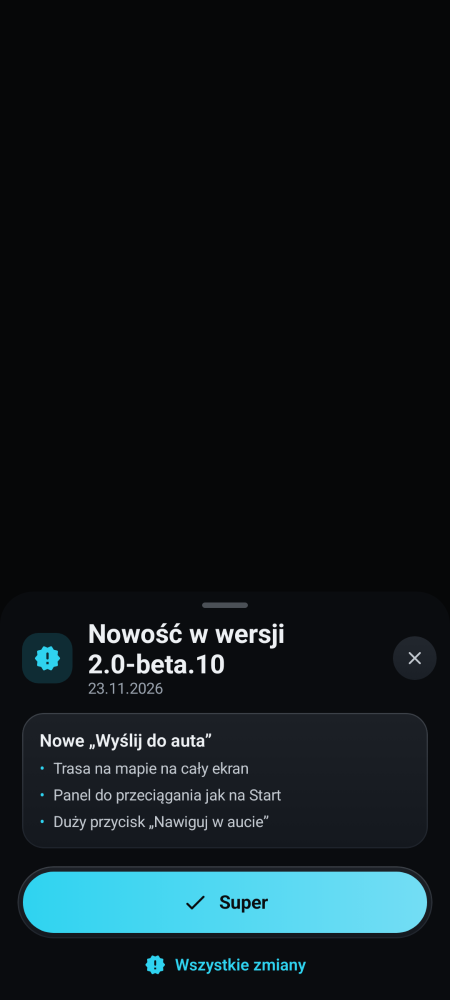 Nowość w wersji
2.0-beta.10
23.11.2026
Nowe „Wyślij do auta”
• Trasa na mapie na cały ekran
• Panel do przeciągania jak na Start
• Duży przycisk „Nawiguj w aucie”
Super
Wszystkie zmiany